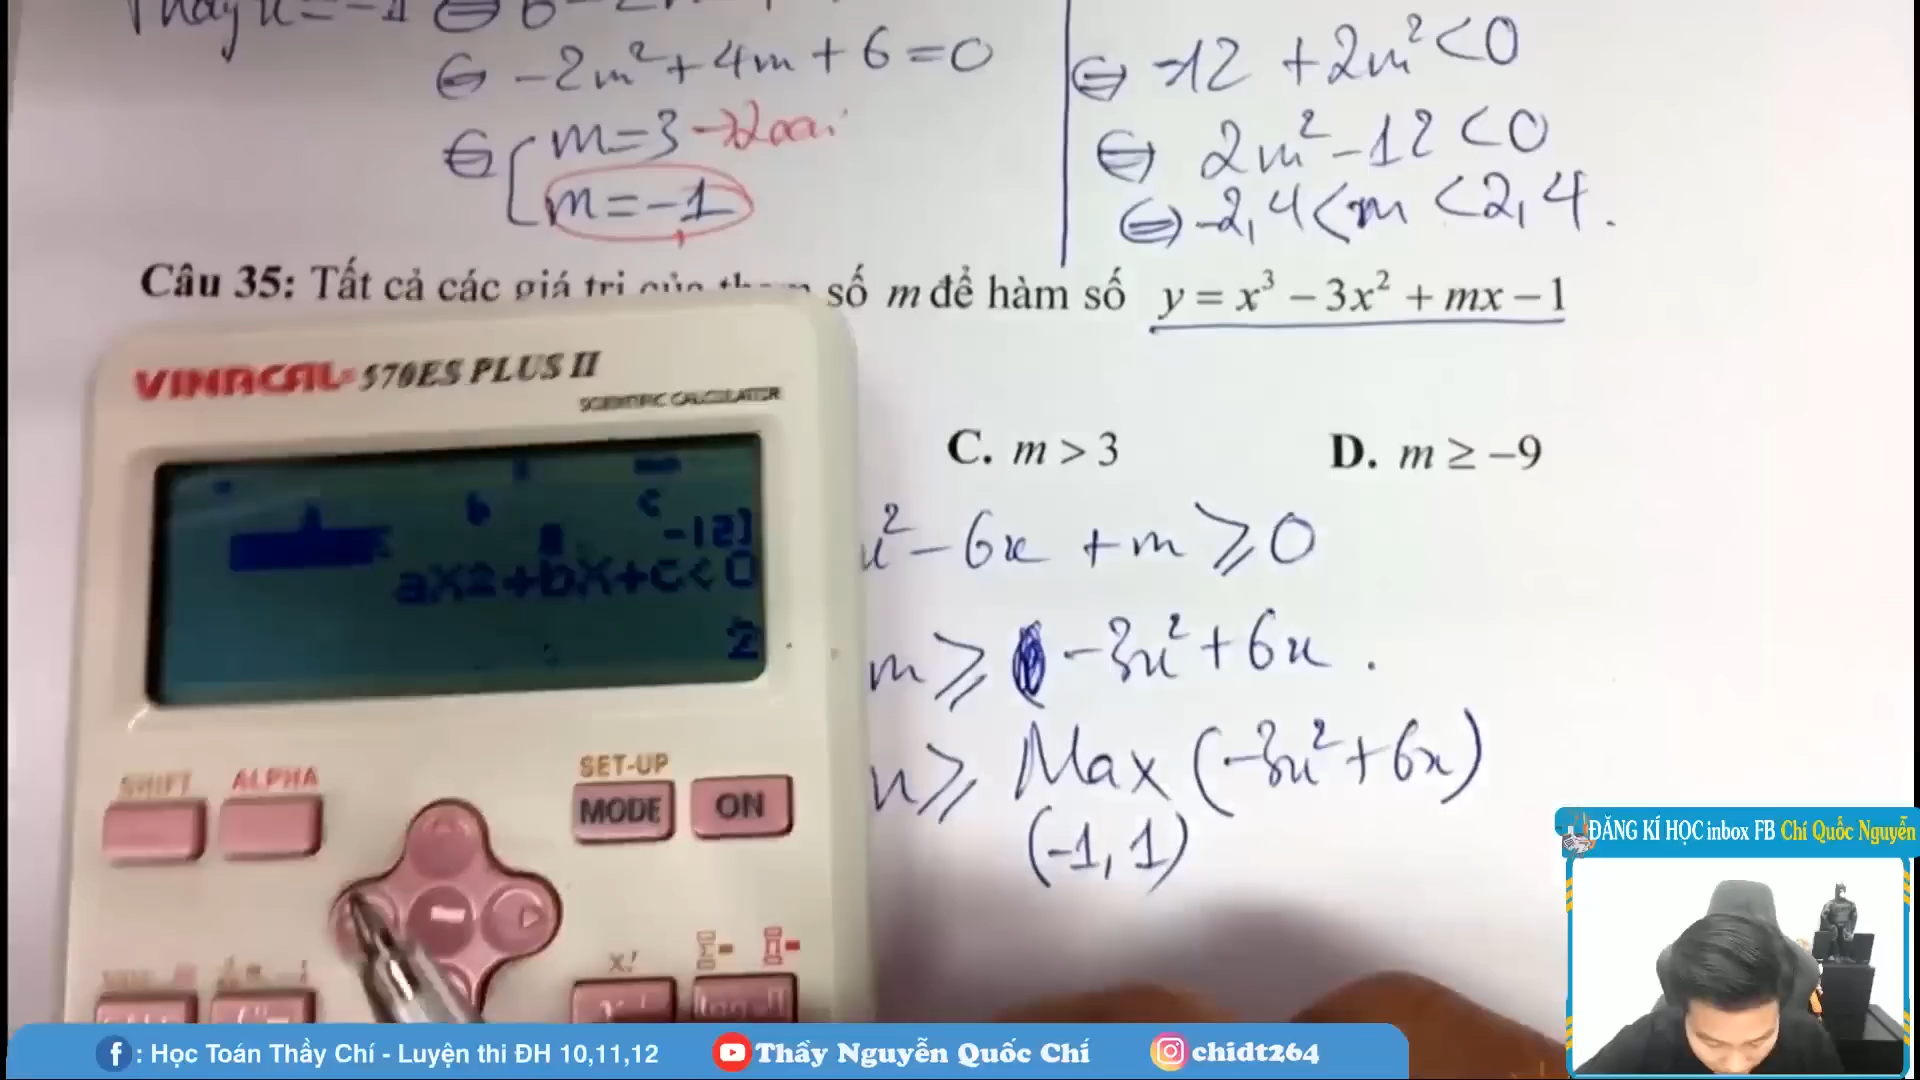 Thay x = -1 ⇔ 6
⇔ -2m² + 4m + 6 = 0
⇔ [ m = 3 → loại
m = -1
⇔ -12 + 2m² < 0
⇔ 2m² - 12 < 0
⇔ -2,4 < m < 2,4.
Câu 35: Tất cả các giá trị số m để hàm số y = x³ − 3x² + mx − 1
C. m > 3 D. m ≥ −9
x² - 6x + m ≥ 0
m ≥ -3x² + 6x.
m ≥ Max (-3x² + 6x)
(-1, 1)
VINACAL 570ES PLUS II
SCIENTIFIC CALCULATOR
b c
-12]
aX2+bX+c<0
2
SHIFT ALPHA
SET-UP
MODE ON
x!
ĐĂNG KÍ HỌC inbox FB Chí Quốc Nguyễn
f : Học Toán Thầy Chí - Luyện thi ĐH 10,11,12 Thầy Nguyễn Quốc Chí chidt264